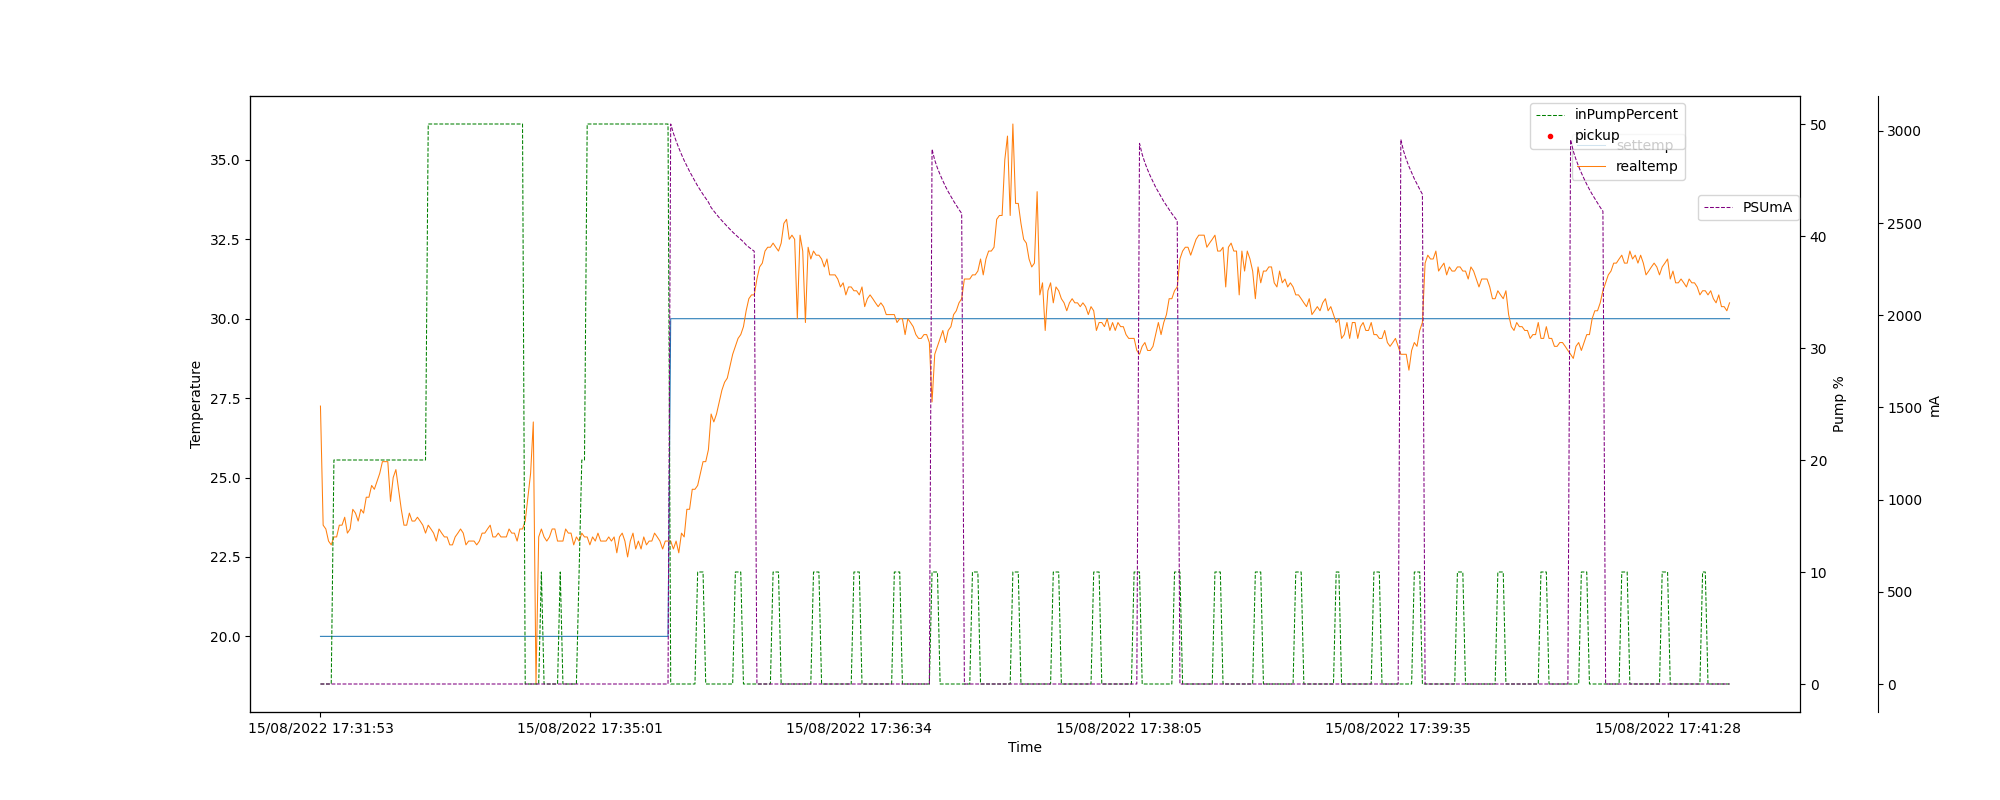 inPumpPercent
pickup
settemp
realtemp
PSUmA
35.0
32.5
30.0
27.5
25.0
22.5
20.0
Temperature
50
40
30
20
10
0
Pump %
3000
2500
2000
1500
1000
500
0
mA
15/08/2022 17:31:53
15/08/2022 17:35:01
15/08/2022 17:36:34
15/08/2022 17:38:05
15/08/2022 17:39:35
15/08/2022 17:41:28
Time